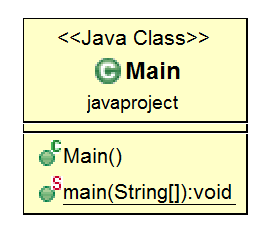 <<Java Class>>
C Main
javaproject
C Main()
S main(String[]):void